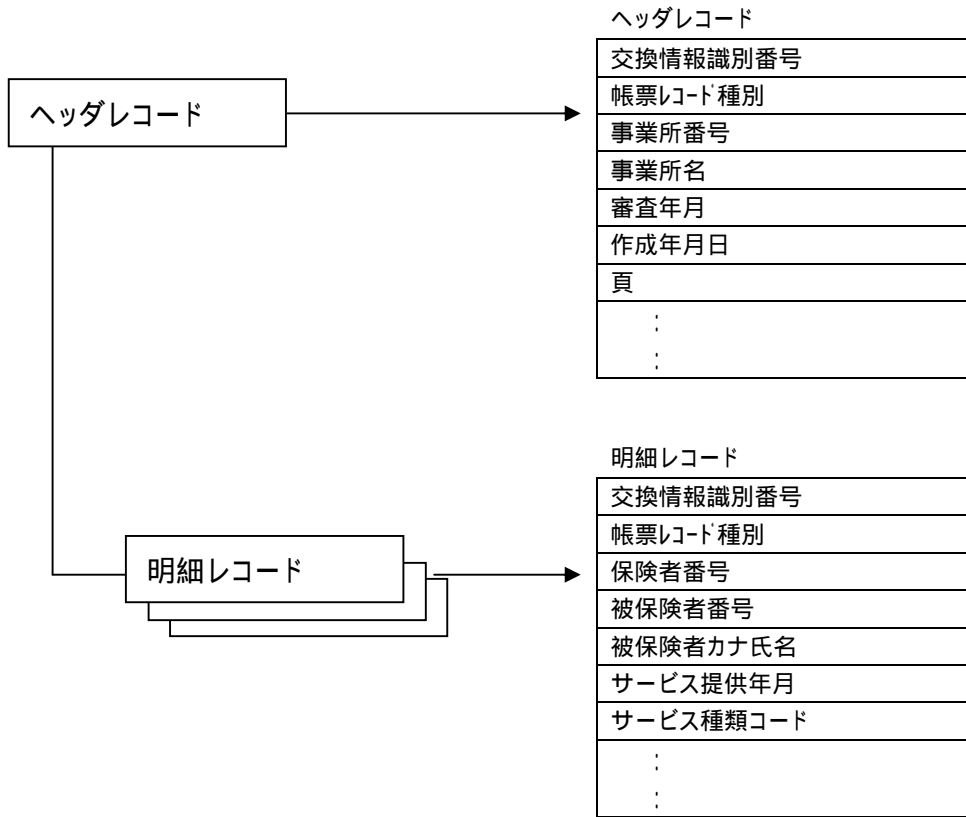 ヘッダレコード
ヘッダレコード
交換情報識別番号
帳票ﾚｺｰﾄﾞ種別
事業所番号
事業所名
審査年月
作成年月日
頁
:
:
明細レコード
明細レコード
交換情報識別番号
帳票ﾚｺｰﾄﾞ種別
保険者番号
被保険者番号
被保険者カナ氏名
サービス提供年月
サービス種類コード
:
: